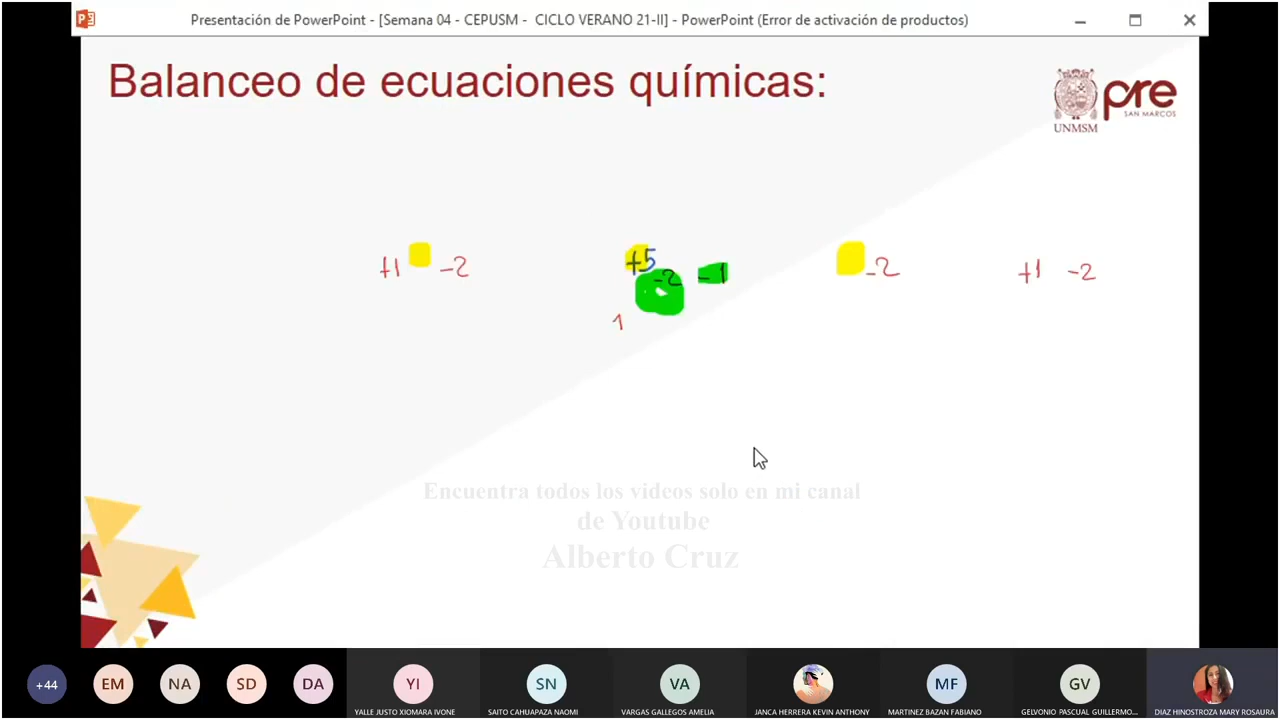 Presentación de PowerPoint - [Semana 04 - CEPUSM - CICLO VERANO 21-II] - PowerPoint (Error de activación de productos)
Balanceo de ecuaciones químicas:
UNMSM
pre
SAN MARCOS
+1 -2 +5 -2 -1 -2 +1 -2
1
Encuentra todos los videos solo en mi canal
de Youtube
Alberto Cruz
+44 EM NA SD DA YI SN VA MF GV
YALLE JUSTO XIOMARA IVONE SAITO CAHUAPAZA NAOMI VARGAS GALLEGOS AMELIA JANCA HERRERA KEVIN ANTHONY MARTINEZ BAZAN FABIANO GELVONIO PASCUAL GUILLERMO... DIAZ HINOSTROZA MARY ROSAURA